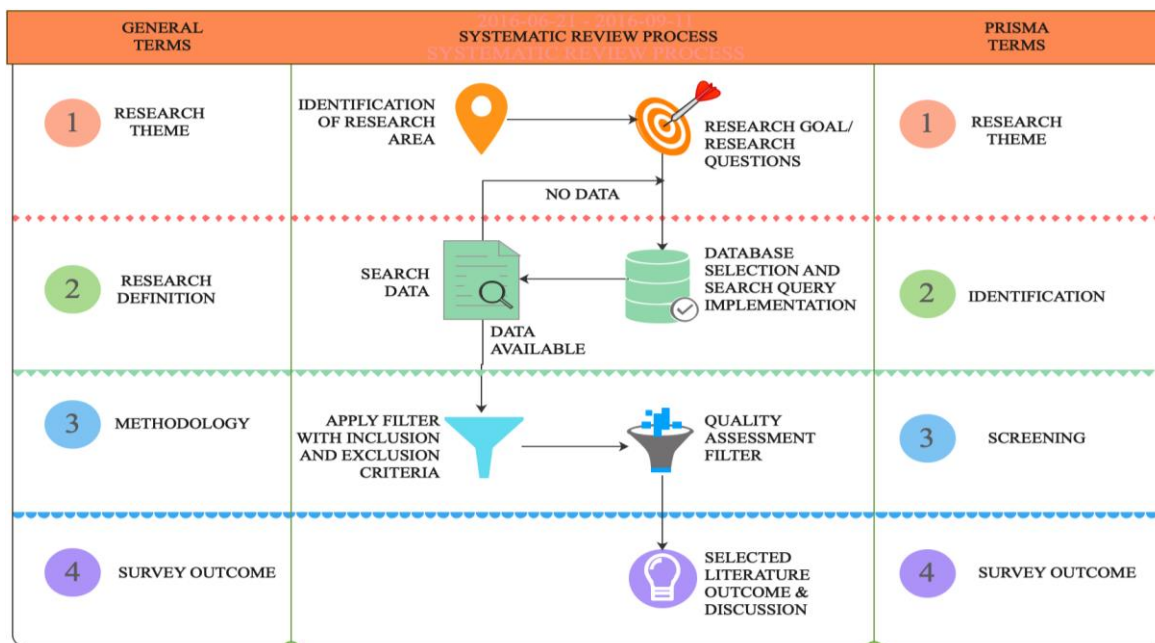 2016-06-21 - 2016-09-11
GENERAL
TERMS
SYSTEMATIC REVIEW PROCESS
SYSTEMATIC REVIEW PROCESS
PRISMA
TERMS
1
RESEARCH
THEME
IDENTIFICATION
OF RESEARCH
AREA
RESEARCH GOAL/
RESEARCH
QUESTIONS
1
RESEARCH
THEME
NO DATA
2
RESEARCH
DEFINITION
SEARCH
DATA
DATABASE
SELECTION AND
SEARCH QUERY
IMPLEMENTATION
2
IDENTIFICATION
DATA
AVAILABLE
3
METHODOLOGY
APPLY FILTER
WITH INCLUSION
AND EXCLUSION
CRITERIA
QUALITY
ASSESSMENT
FILTER
3
SCREENING
4
SURVEY OUTCOME
SELECTED
LITERATURE
OUTCOME &
DISCUSSION
4
SURVEY OUTCOME